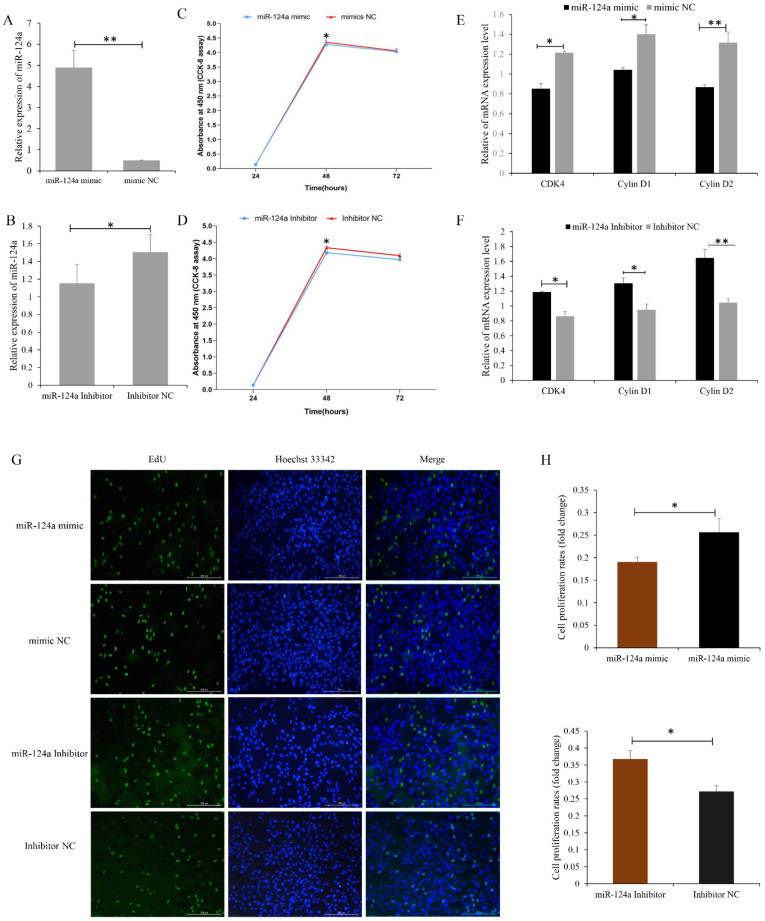 A
Relative expression of miR-124a
6
5
4
3
2
1
0
**
miR-124a mimic
mimic NC
B
Relative expression of miR-124a
1.8
1.6
1.4
1.2
1
0.8
0.6
0.4
0.2
0
*
miR-124a Inhibitor
Inhibitor NC
C
miR-124a mimic
mimics NC
Absorbance at 450 nm (CCK-8 assay)
5.0
4.5
4.0
3.5
3.0
2.5
2.0
1.5
1.0
0.5
0.0
*
24
48
72
Time(hours)
D
miR-124a Inhibitor
Inhibitor NC
Absorbance at 450 nm (CCK-8 assay)
5.0
4.5
4.0
3.5
3.0
2.5
2.0
1.5
1.0
0.5
0.0
*
24
48
72
Time(hours)
E
miR-124a mimic
mimic NC
Relative of mRNA expression level
1.6
1.4
1.2
1
0.8
0.6
0.4
0.2
0
*
*
**
CDK4
Cylin D1
Cylin D2
F
miR-124a Inhibitor
Inhibitor NC
Relative of mRNA expression level
2
1.8
1.6
1.4
1.2
1
0.8
0.6
0.4
0.2
0
*
*
**
CDK4
Cylin D1
Cylin D2
G
EdU
Hoechst 33342
Merge
miR-124a mimic
mimic NC
miR-124a Inhibitor
Inhibitor NC
H
Cell proliferation rates (fold change)
0.35
0.3
0.25
0.2
0.15
0.1
0.05
0
*
miR-124a mimic
miR-124a mimic
Cell proliferation rates (fold change)
0.45
0.4
0.35
0.3
0.25
0.2
0.15
0.1
0.05
0
*
miR-124a Inhibitor
Inhibitor NC